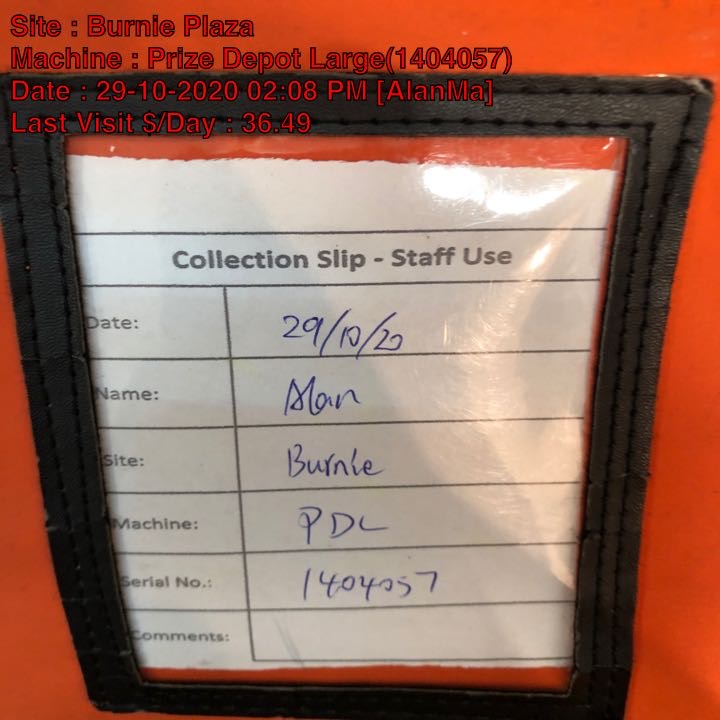 Site : Burnie Plaza
Machine : Prize Depot Large(1404057)
Date : 29-10-2020 02:08 PM [AlanMa]
Last Visit $/Day : 36.49
Collection Slip - Staff Use
Date: 29/10/20
Name: Alan
Site: Burnie
Machine: PDL
Serial No.: 1404057
Comments: